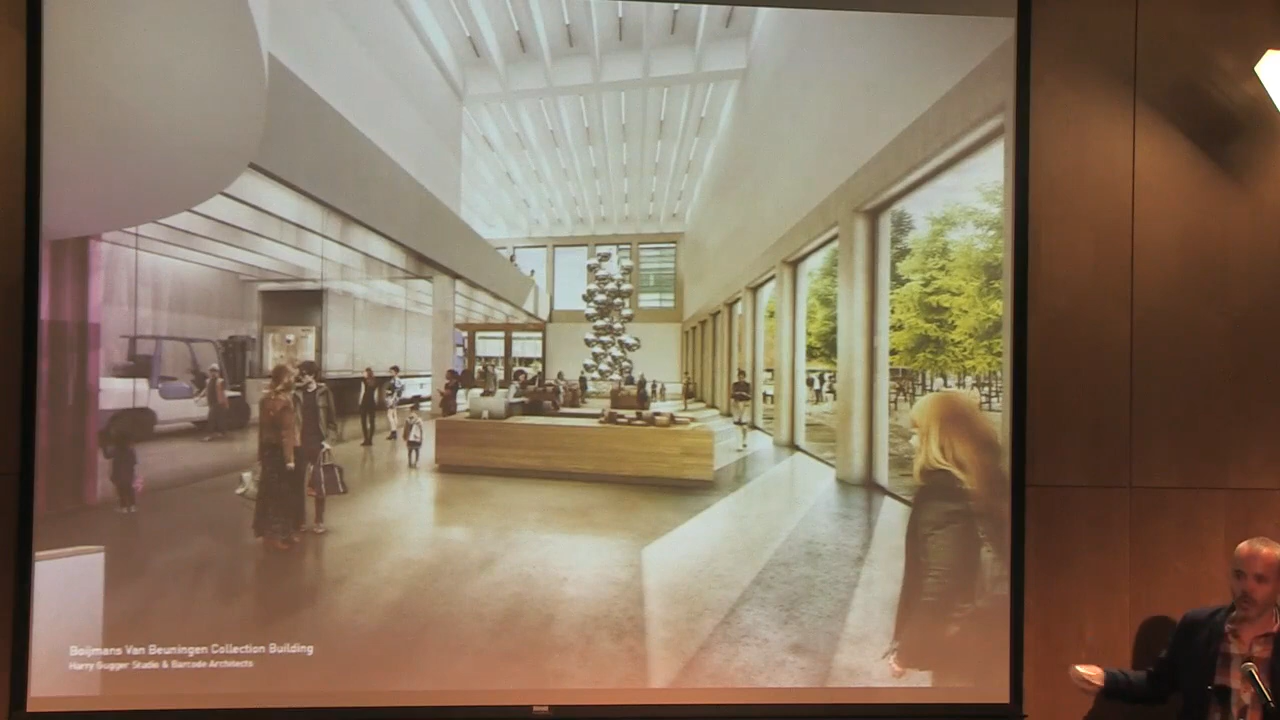 Boijmans Van Beuningen Collection Building
Harry Gugger Studio & Barcode Architects